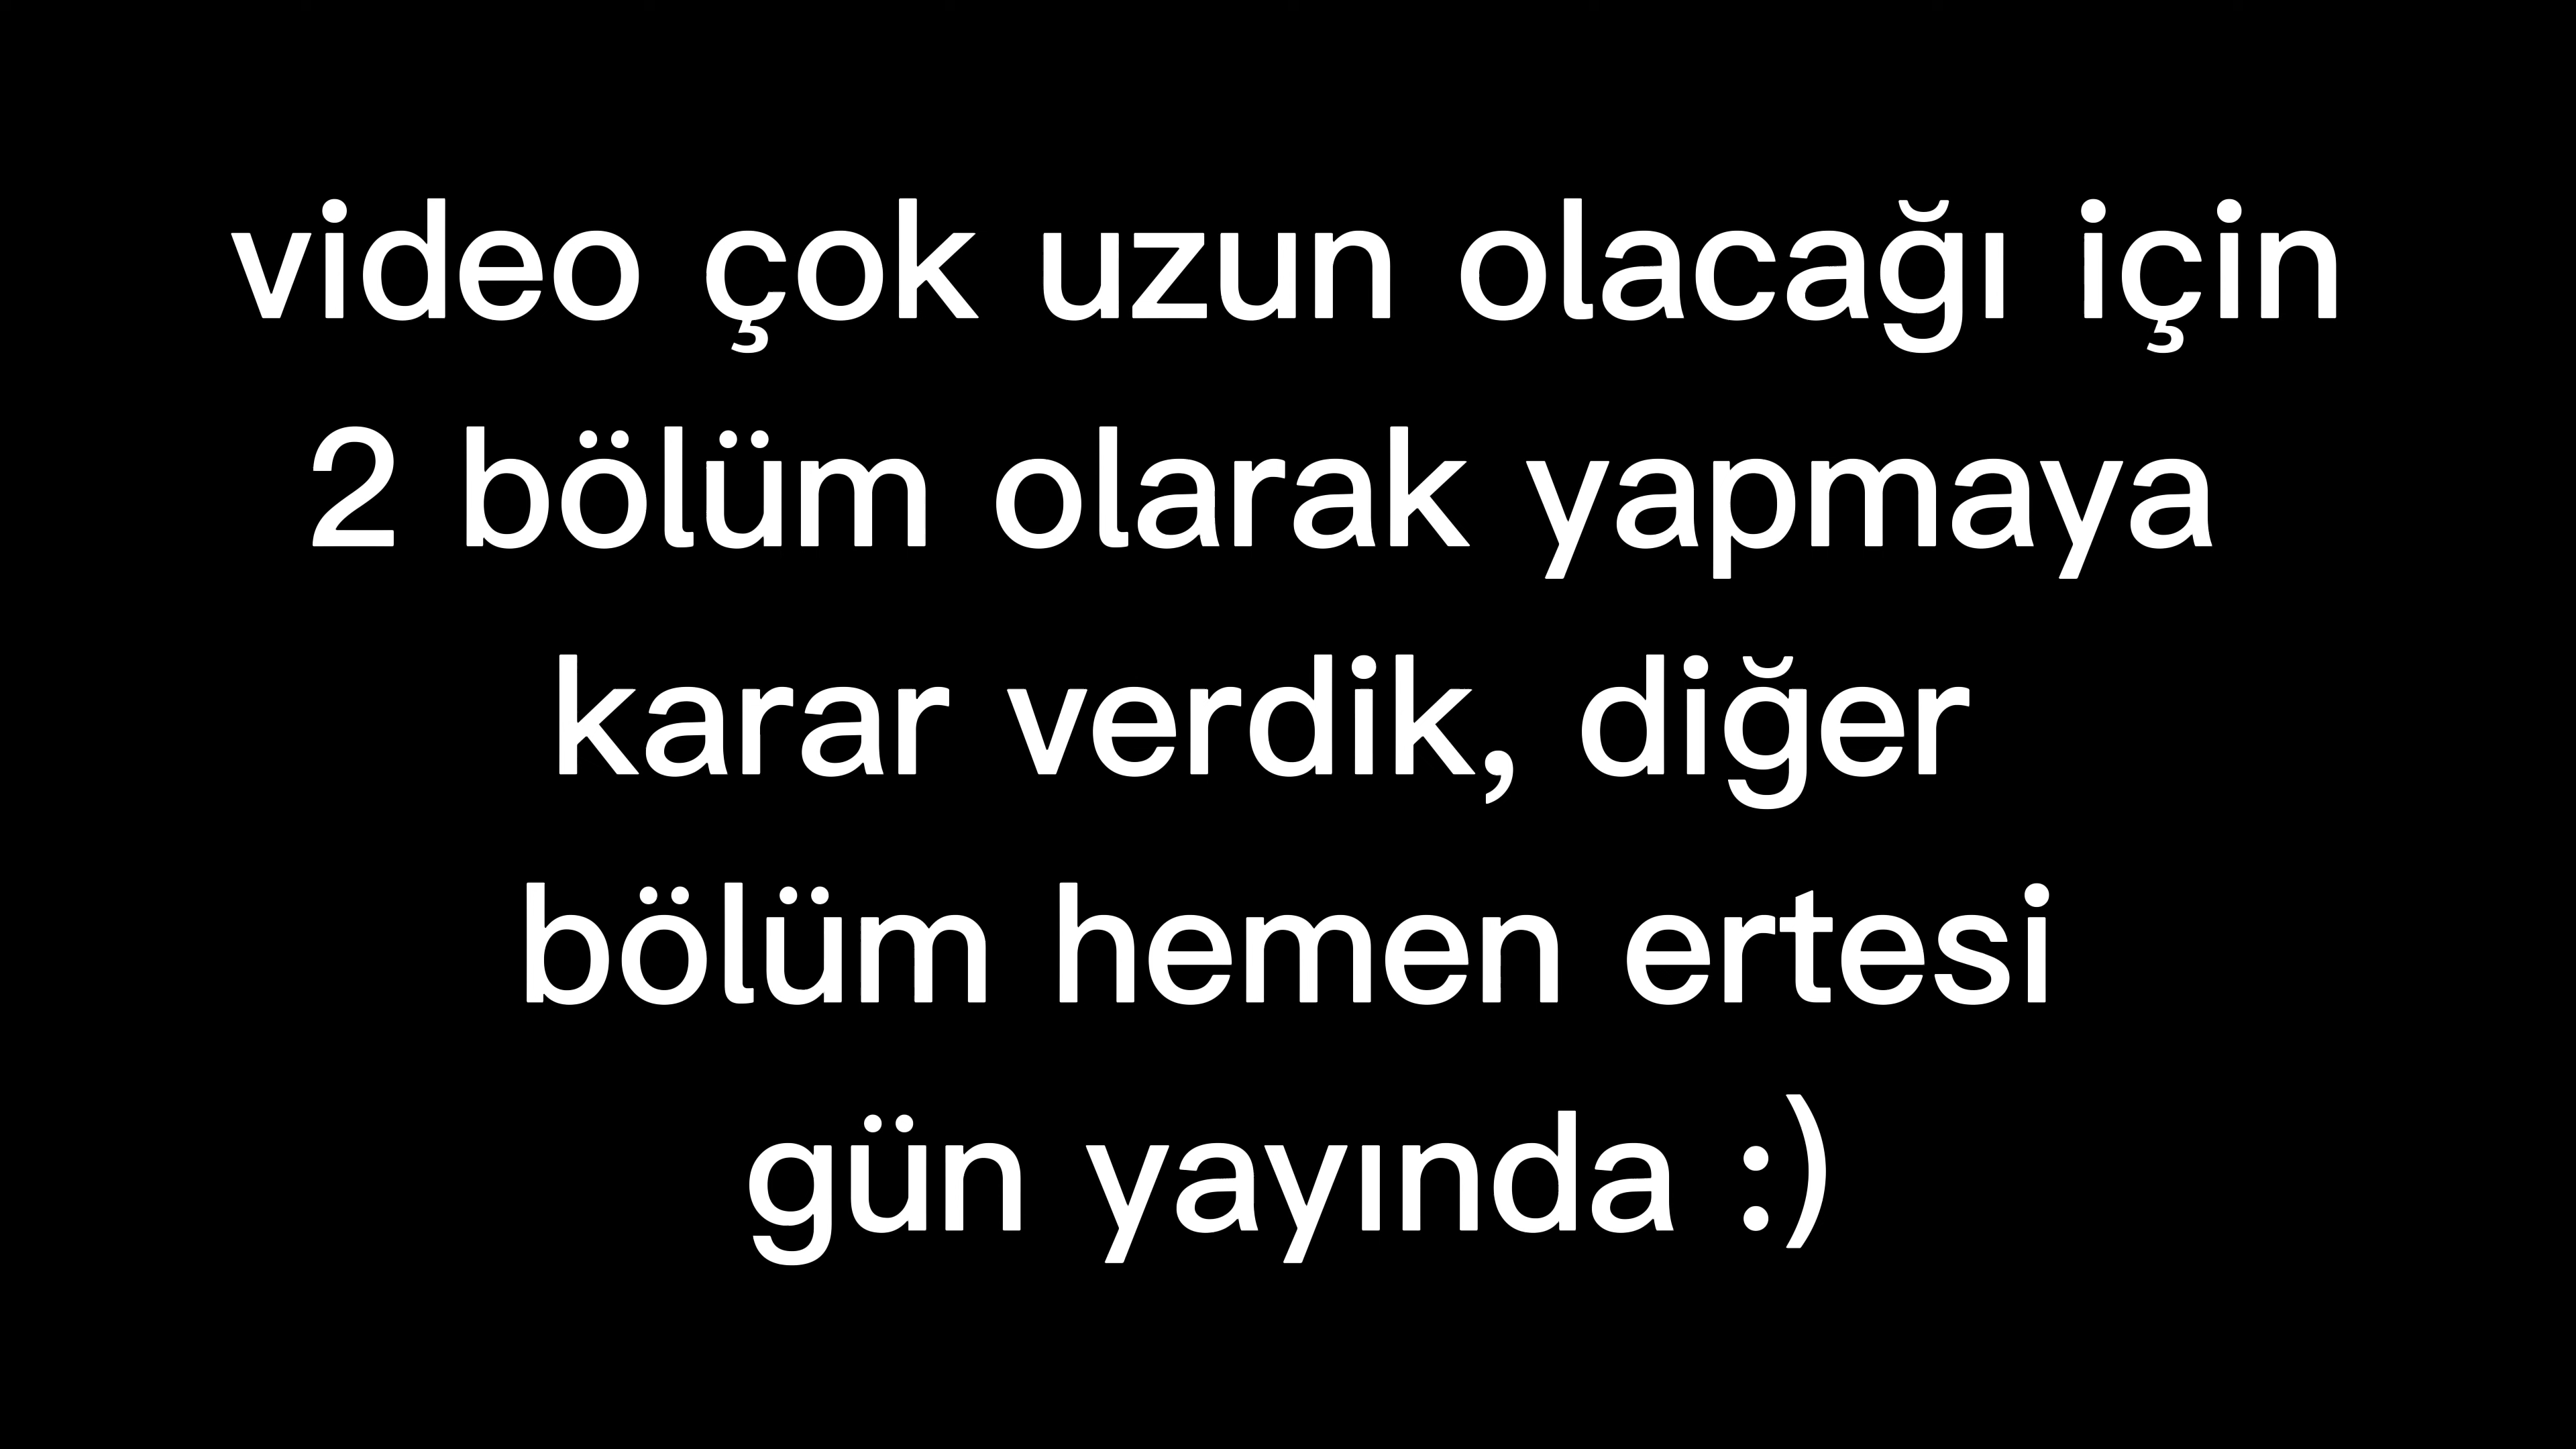 video çok uzun olacağı için
2 bölüm olarak yapmaya
karar verdik, diğer
bölüm hemen ertesi
gün yayında :)